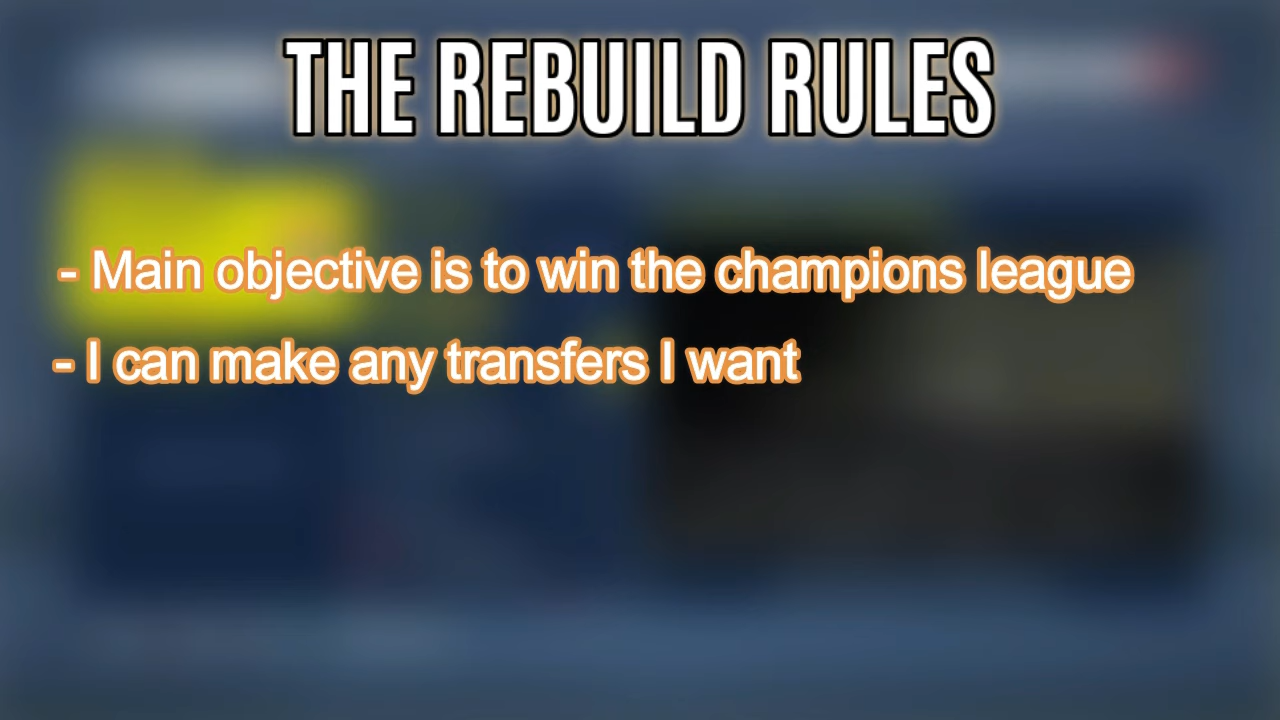 THE REBUILD RULES
- Main objective is to win the champions league
- I can make any transfers I want